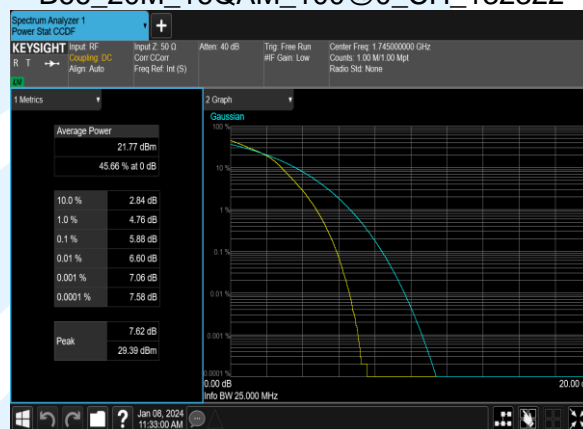 Spectrum Analyzer 1
Power Stat CCDF
+
KEYSIGHT
R T
LXI
Input: RF
Coupling: DC
Align: Auto
Input Z: 50 Ω
Corr CCorr
Freq Ref: Int (S)
Atten: 40 dB
Trig: Free Run
#IF Gain: Low
Center Freq: 1.745000000 GHz
Counts: 1.00 M/1.00 Mpt
Radio Std: None
1 Metrics
Average Power
21.77 dBm
45.66 % at 0 dB
10.0 % 2.84 dB
1.0 % 4.76 dB
0.1 % 5.88 dB
0.01 % 6.60 dB
0.001 % 7.06 dB
0.0001 % 7.58 dB
Peak
7.62 dB
29.39 dBm
2 Graph
Gaussian
100 %
10 %
1 %
0.1 %
0.01 %
0.001 %
0.0001 %
0.00 dB
20.00
Info BW 25.000 MHz
?
Jan 08, 2024
11:33:00 AM